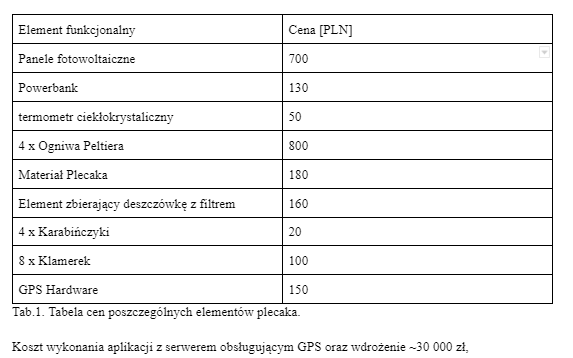 Element funkcjonalny Cena [PLN]
Panele fotowoltaiczne 700
Powerbank 130
termometr ciekłokrystaliczny 50
4 x Ogniwa Peltiera 800
Materiał Plecaka 180
Element zbierający deszczówkę z filtrem 160
4 x Karabińczyki 20
8 x Klamerek 100
GPS Hardware 150
Tab.1. Tabela cen poszczególnych elementów plecaka.
Koszt wykonania aplikacji z serwerem obsługującym GPS oraz wdrożenie ~30 000 zł,